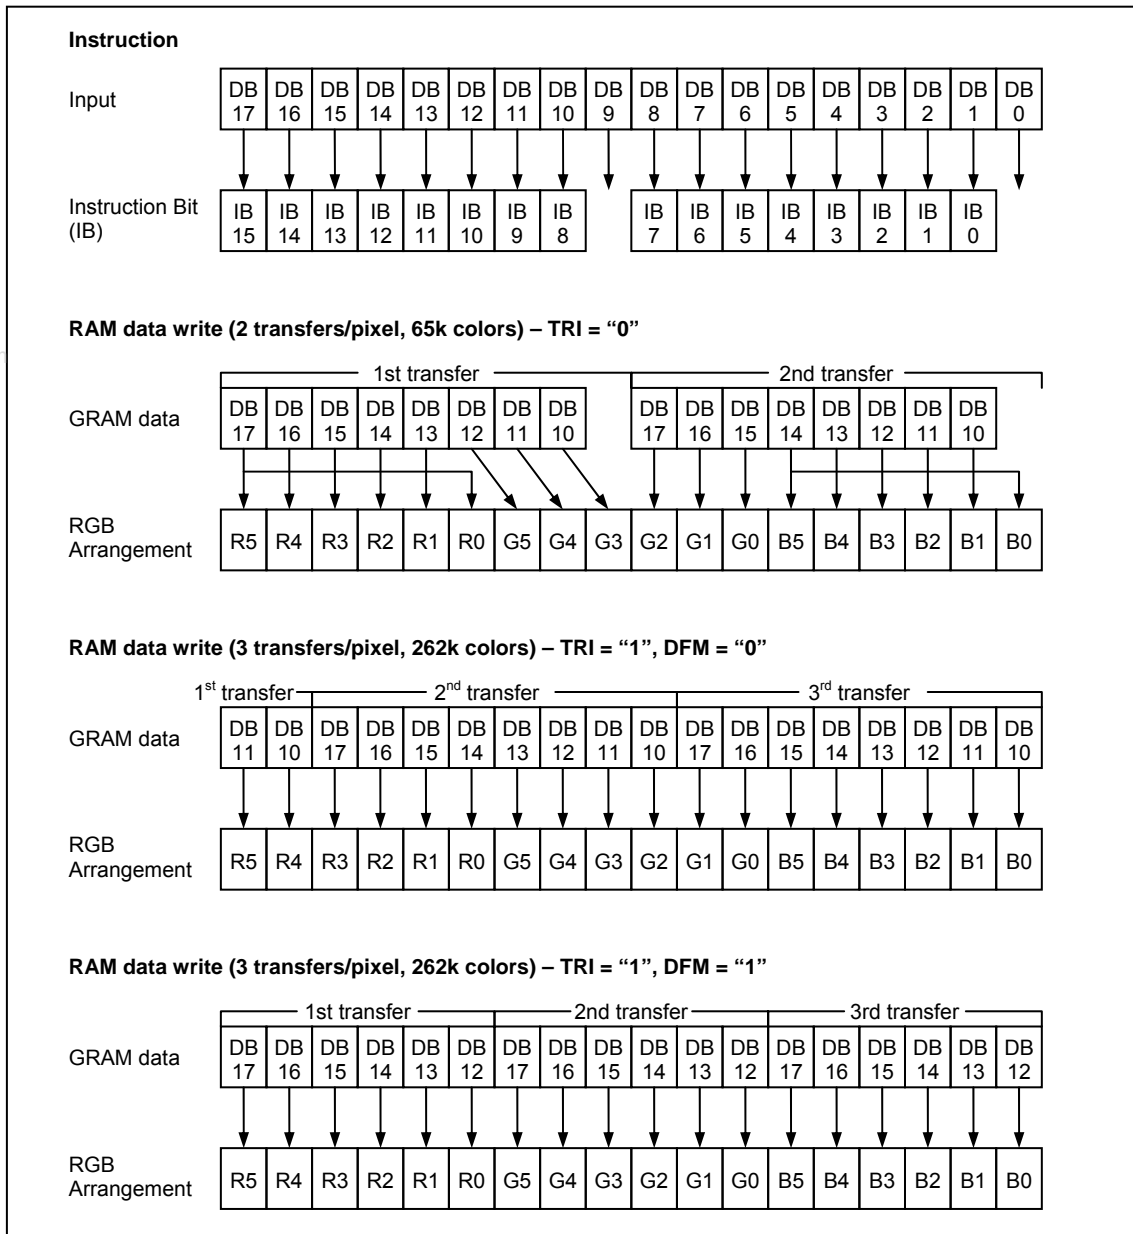 Instruction
Input DB 17 DB 16 DB 15 DB 14 DB 13 DB 12 DB 11 DB 10 DB 9 DB 8 DB 7 DB 6 DB 5 DB 4 DB 3 DB 2 DB 1 DB 0
Instruction Bit (IB) IB 15 IB 14 IB 13 IB 12 IB 11 IB 10 IB 9 IB 8 IB 7 IB 6 IB 5 IB 4 IB 3 IB 2 IB 1 IB 0
RAM data write (2 transfers/pixel, 65k colors) – TRI = “0”
1st transfer 2nd transfer
GRAM data DB 17 DB 16 DB 15 DB 14 DB 13 DB 12 DB 11 DB 10 DB 17 DB 16 DB 15 DB 14 DB 13 DB 12 DB 11 DB 10
RGB Arrangement R5 R4 R3 R2 R1 R0 G5 G4 G3 G2 G1 G0 B5 B4 B3 B2 B1 B0
RAM data write (3 transfers/pixel, 262k colors) – TRI = “1”, DFM = “0”
1st transfer 2nd transfer 3rd transfer
GRAM data DB 11 DB 10 DB 17 DB 16 DB 15 DB 14 DB 13 DB 12 DB 11 DB 10 DB 17 DB 16 DB 15 DB 14 DB 13 DB 12 DB 11 DB 10
RGB Arrangement R5 R4 R3 R2 R1 R0 G5 G4 G3 G2 G1 G0 B5 B4 B3 B2 B1 B0
RAM data write (3 transfers/pixel, 262k colors) – TRI = “1”, DFM = “1”
1st transfer 2nd transfer 3rd transfer
GRAM data DB 17 DB 16 DB 15 DB 14 DB 13 DB 12 DB 17 DB 16 DB 15 DB 14 DB 13 DB 12 DB 17 DB 16 DB 15 DB 14 DB 13 DB 12
RGB Arrangement R5 R4 R3 R2 R1 R0 G5 G4 G3 G2 G1 G0 B5 B4 B3 B2 B1 B0